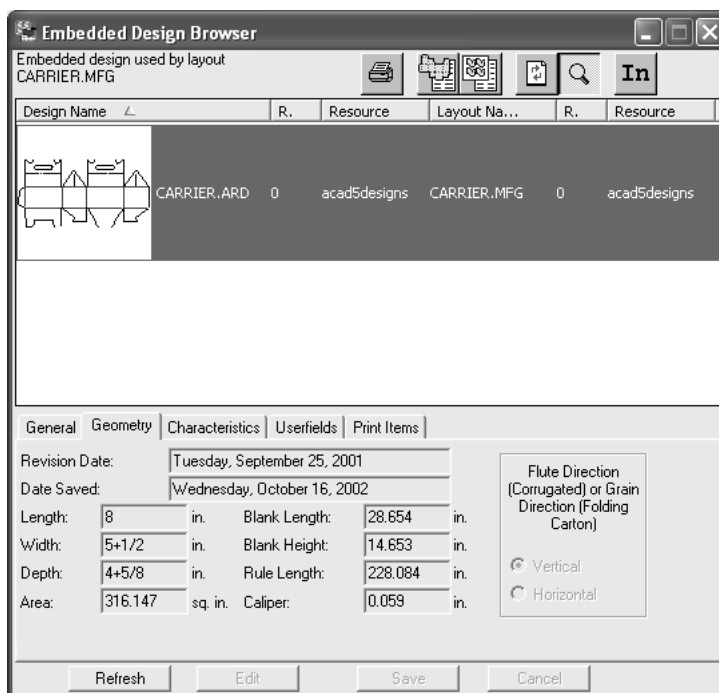 Embedded Design Browser
Embedded design used by layout
CARRIER.MFG
In
Design Name R. Resource Layout Na... R. Resource
CARRIER.ARD 0 acad5designs CARRIER.MFG 0 acad5designs
General Geometry Characteristics Userfields Print Items
Revision Date: Tuesday, September 25, 2001
Date Saved: Wednesday, October 16, 2002
Length: 8 in. Blank Length: 28.654 in.
Width: 5+1/2 in. Blank Height: 14.653 in.
Depth: 4+5/8 in. Rule Length: 228.084 in.
Area: 316.147 sq. in. Caliper: 0.059 in.
Flute Direction
(Corrugated) or Grain
Direction (Folding
Carton)
Vertical
Horizontal
Refresh Edit Save Cancel